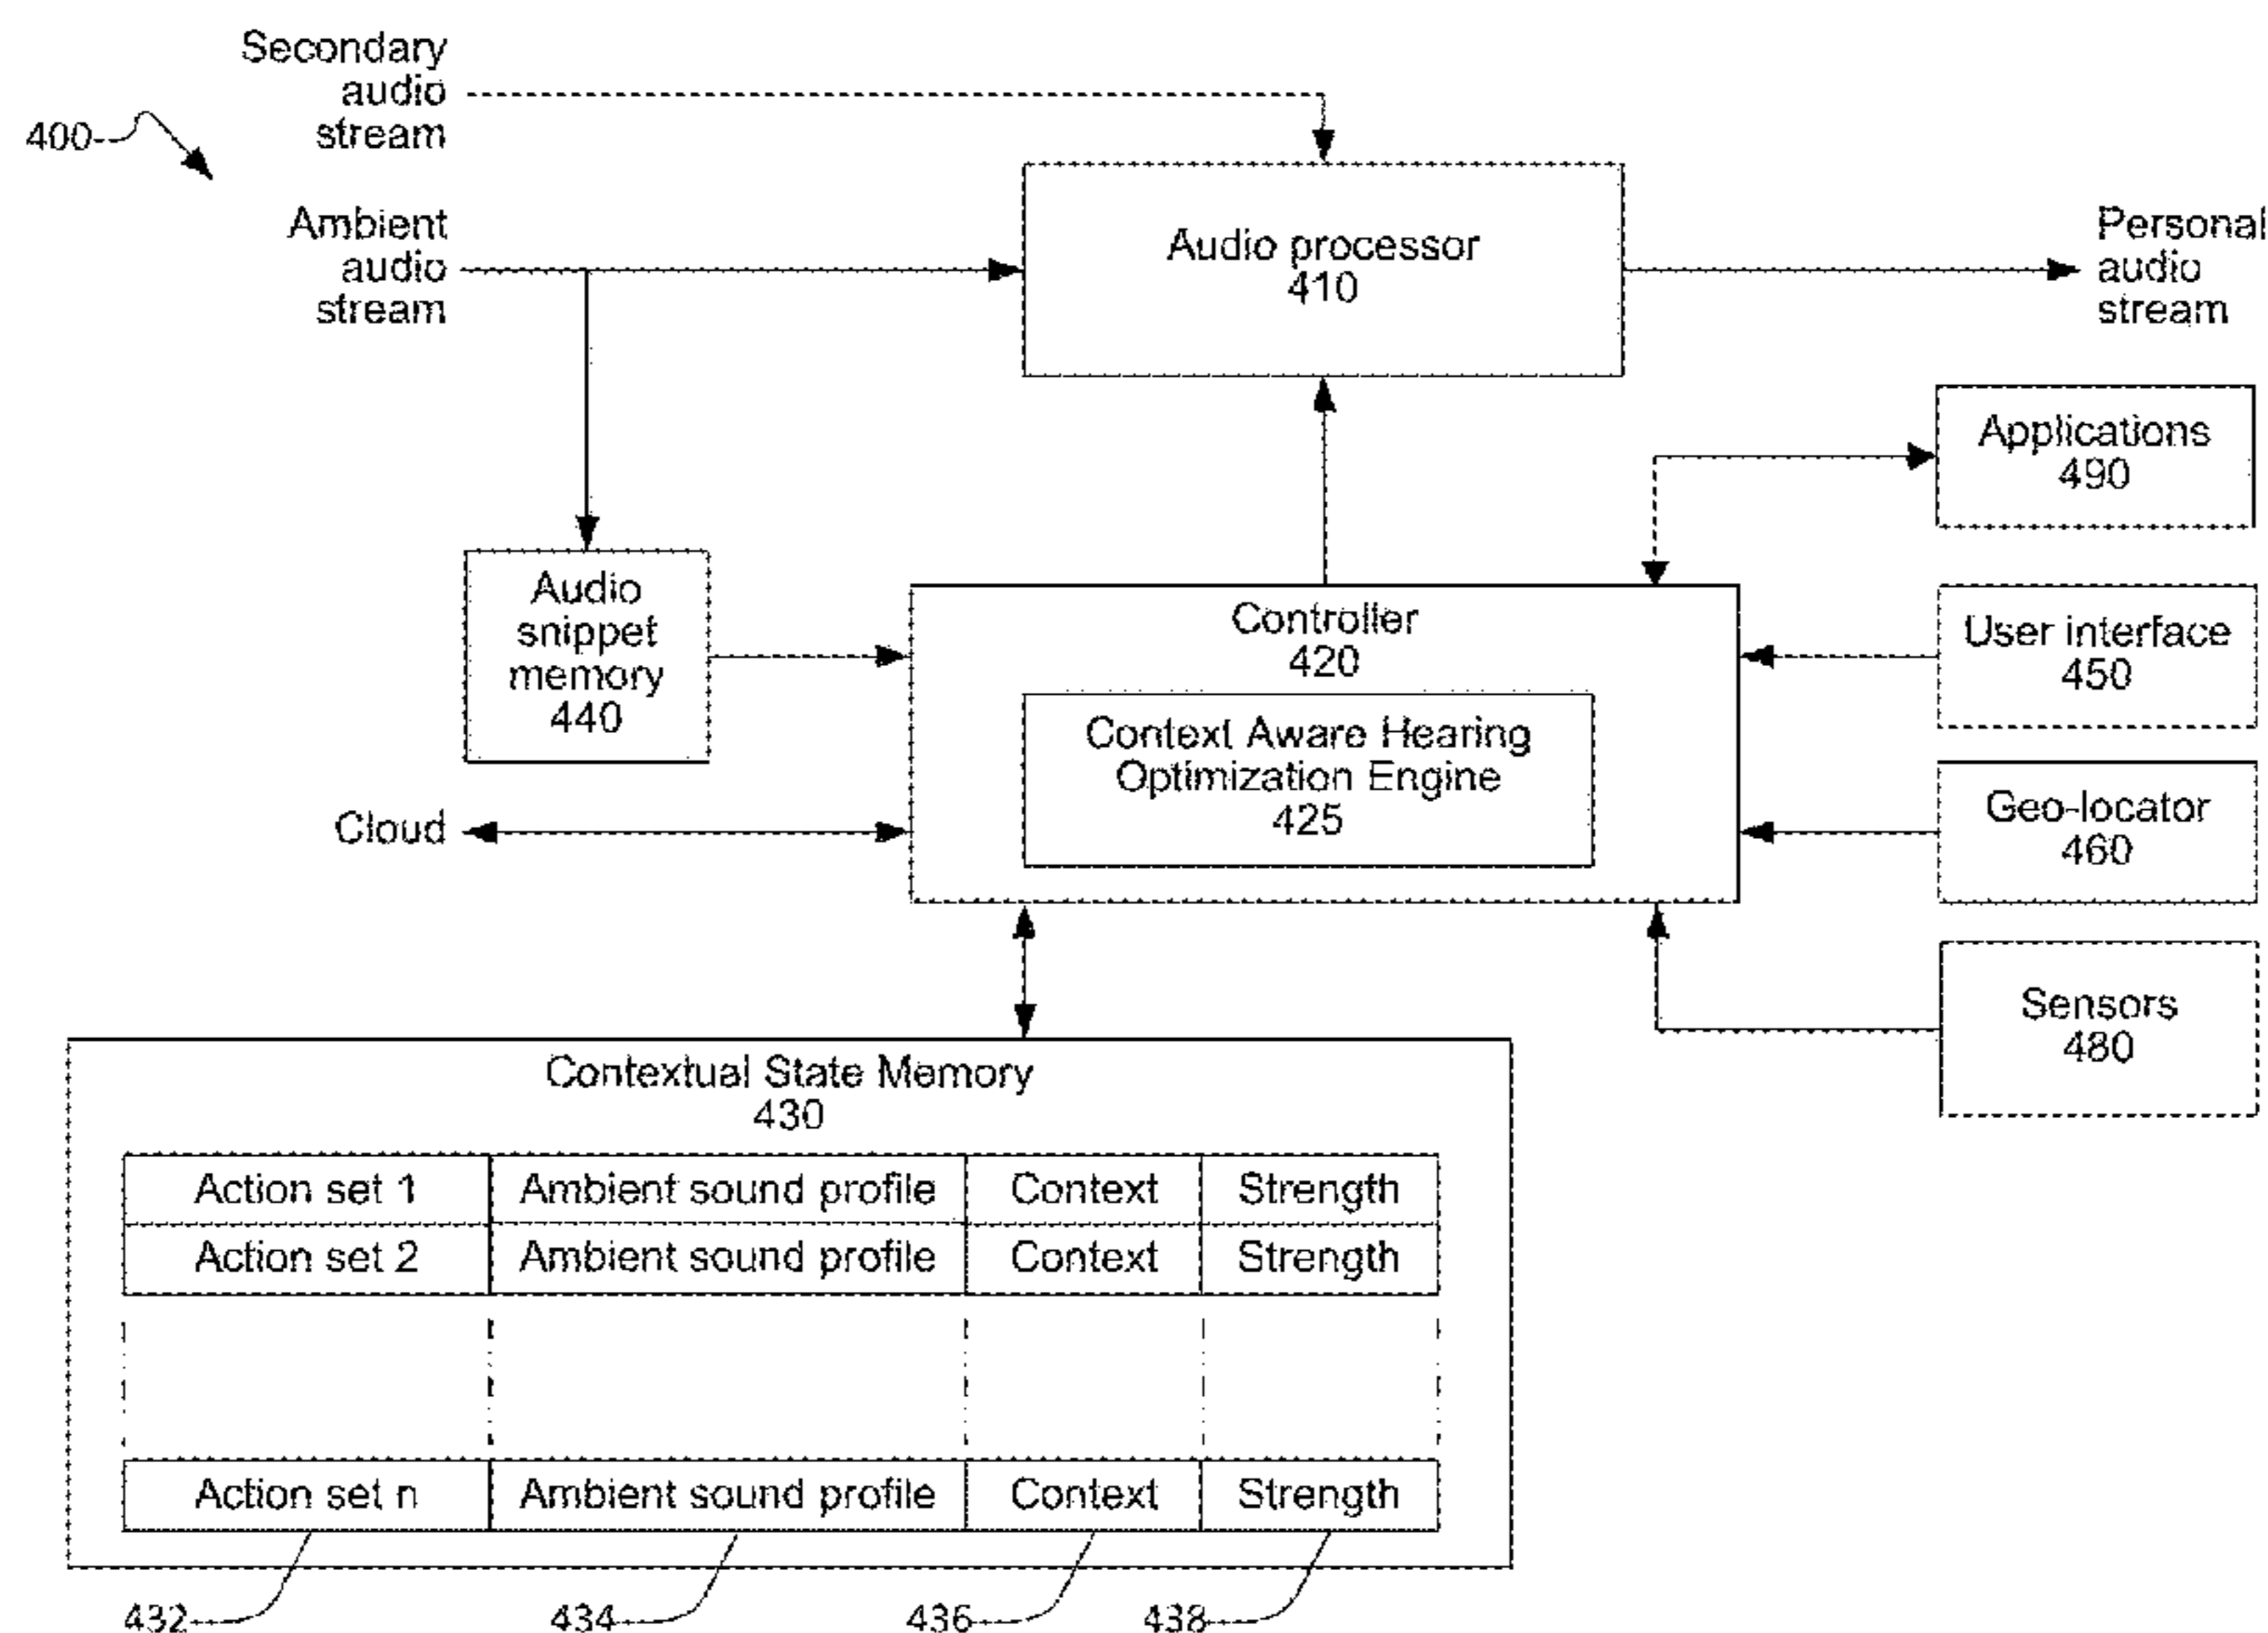 Secondary
audio
stream
400
Ambient
audio
stream
Audio processor
410
Personal
audio
stream
Applications
490
Audio
snippet
memory
440
Controller
420
User interface
450
Context Aware Hearing
Optimization Engine
425
Cloud
Geo-locator
460
Sensors
480
Contextual State Memory
430
Action set 1 Ambient sound profile Context Strength
Action set 2 Ambient sound profile Context Strength
Action set n Ambient sound profile Context Strength
432 434 436 438